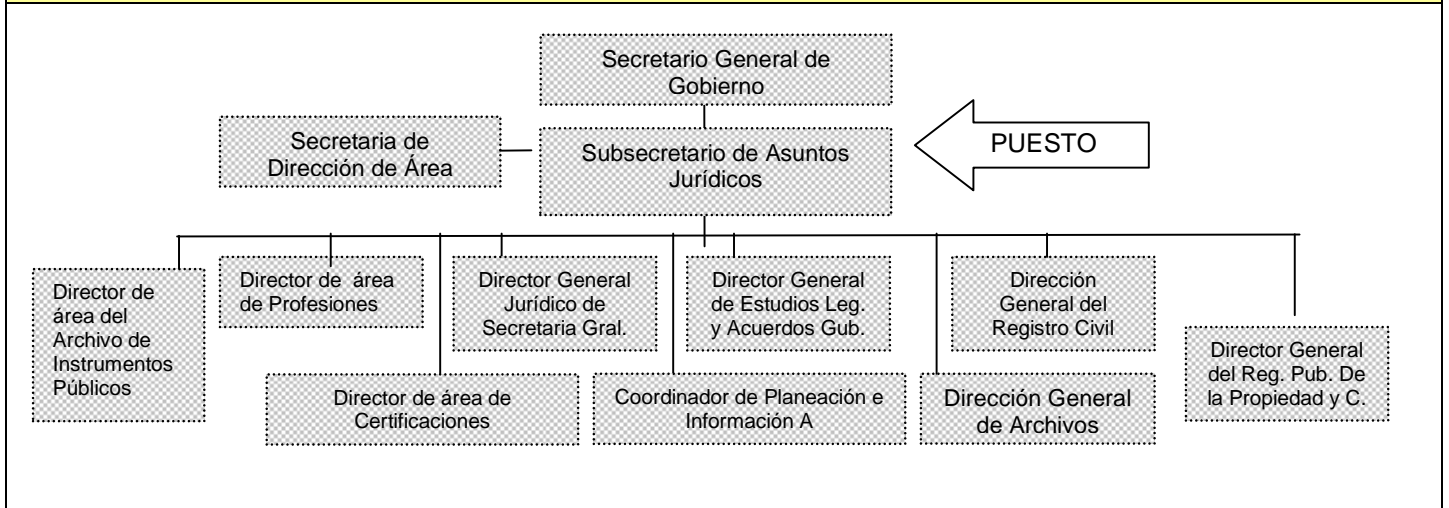 Secretario General de
Gobierno
Secretaria de
Dirección de Área
Subsecretario de Asuntos
Jurídicos
PUESTO
Director de
área del
Archivo de
Instrumentos
Públicos
Director de área
de Profesiones
Director General
Jurídico de
Secretaria Gral.
Director General
de Estudios Leg.
y Acuerdos Gub.
Dirección
General del
Registro Civil
Director General
del Reg. Pub. De
la Propiedad y C.
Director de área de
Certificaciones
Coordinador de Planeación e
Información A
Dirección General
de Archivos